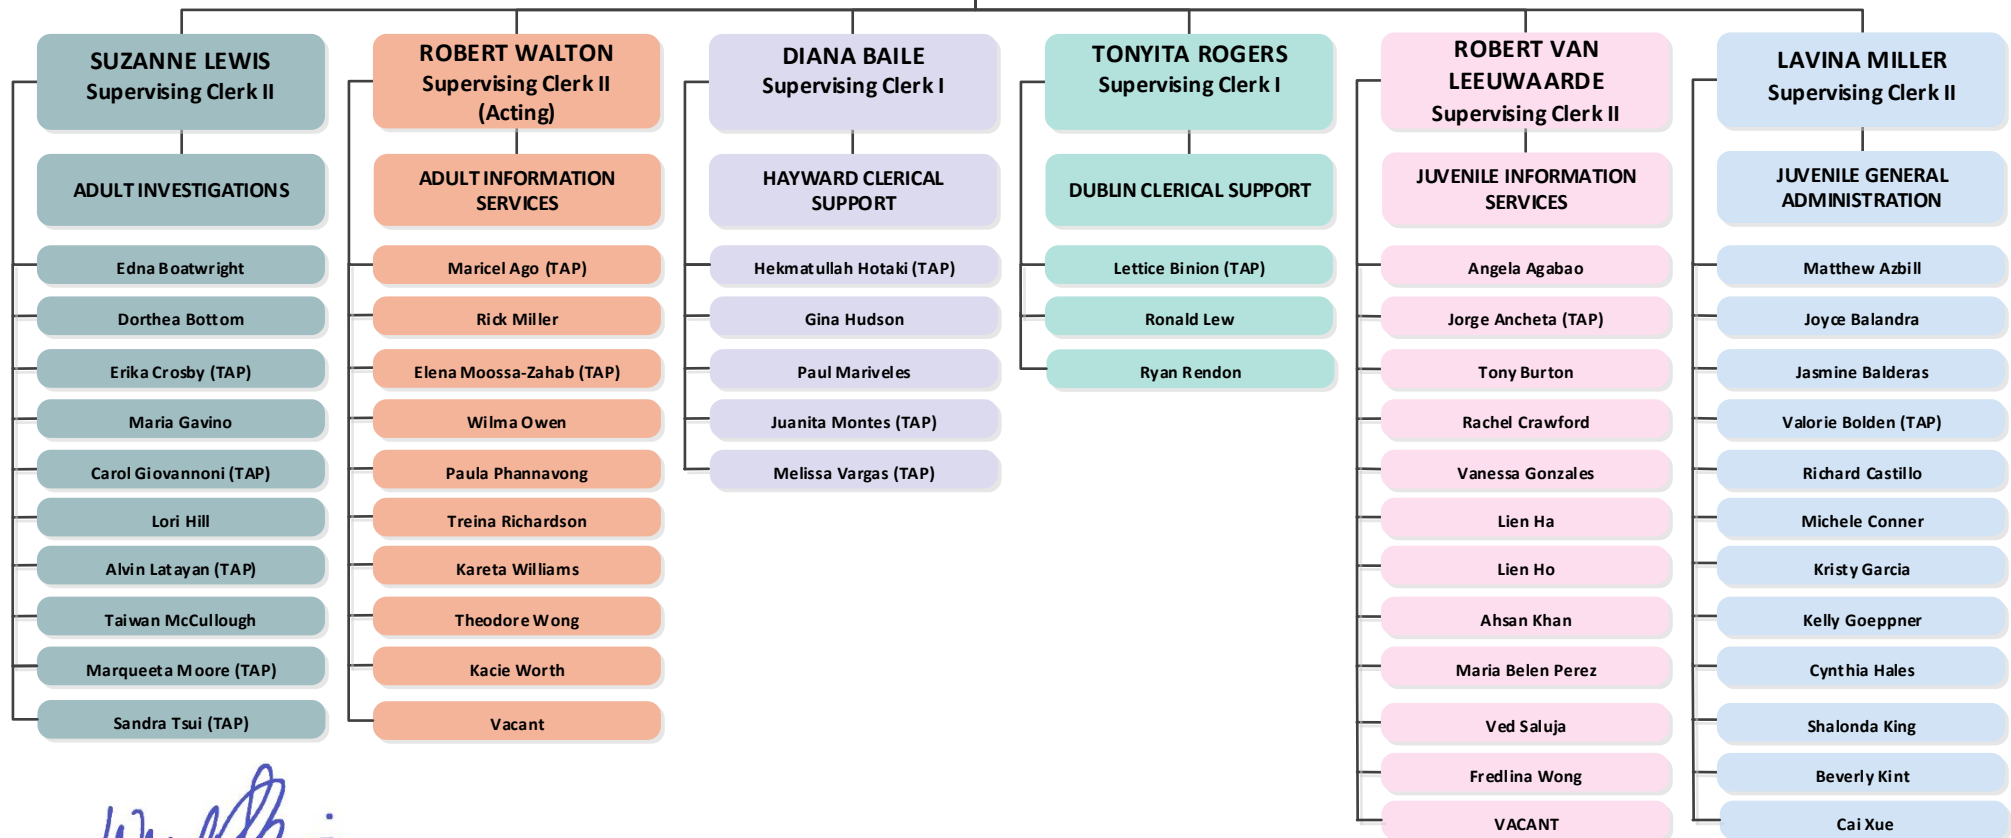 SUZANNE LEWIS
Supervising Clerk II
ADULT INVESTIGATIONS
Edna Boatwright
Dorthea Bottom
Erika Crosby (TAP)
Maria Gavino
Carol Giovannoni (TAP)
Lori Hill
Alvin Latayan (TAP)
Taiwan McCullough
Marqueeta Moore (TAP)
Sandra Tsui (TAP)
ROBERT WALTON
Supervising Clerk II
(Acting)
ADULT INFORMATION
SERVICES
Maricel Ago (TAP)
Rick Miller
Elena Moossa-Zahab (TAP)
Wilma Owen
Paula Phannavong
Treina Richardson
Kareta Williams
Theodore Wong
Kacie Worth
Vacant
DIANA BAILE
Supervising Clerk I
HAYWARD CLERICAL
SUPPORT
Hekmatullah Hotaki (TAP)
Gina Hudson
Paul Mariveles
Juanita Montes (TAP)
Melissa Vargas (TAP)
TONYITA ROGERS
Supervising Clerk I
DUBLIN CLERICAL SUPPORT
Lettice Binion (TAP)
Ronald Lew
Ryan Rendon
ROBERT VAN
LEEUWAARDE
Supervising Clerk II
JUVENILE INFORMATION
SERVICES
Angela Agabao
Jorge Ancheta (TAP)
Tony Burton
Rachel Crawford
Vanessa Gonzales
Lien Ha
Lien Ho
Ahsan Khan
Maria Belen Perez
Ved Saluja
Fredlina Wong
VACANT
LAVINA MILLER
Supervising Clerk II
JUVENILE GENERAL
ADMINISTRATION
Matthew Azbill
Joyce Balandra
Jasmine Balderas
Valorie Bolden (TAP)
Richard Castillo
Michele Conner
Kristy Garcia
Kelly Goeppner
Cynthia Hales
Shalonda King
Beverly Kint
Cai Xue